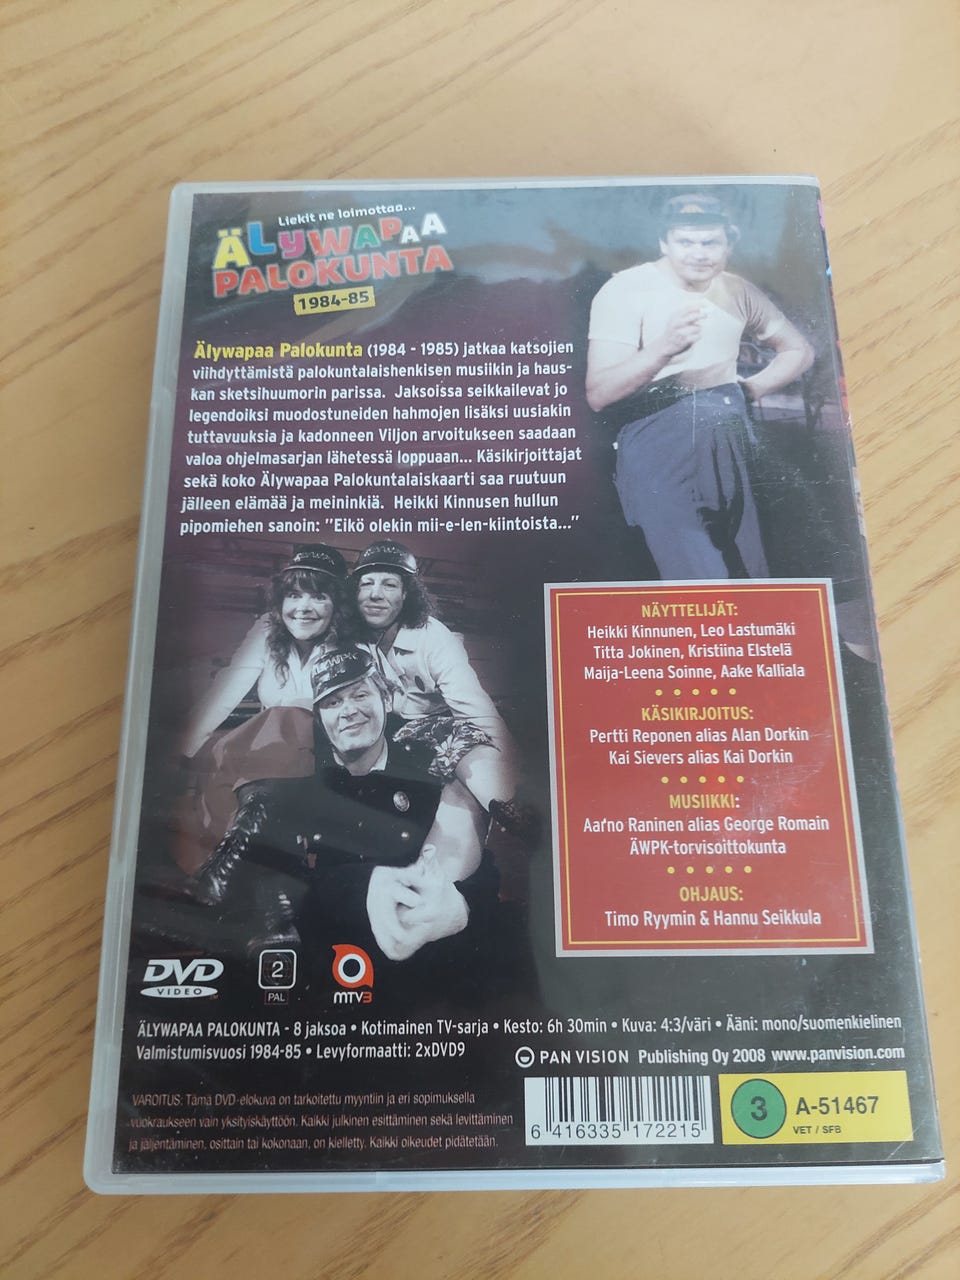 Liekit ne loimottaa...
ÄLyWAPAA
PALOKUNTA
1984-85
Älywapaa Palokunta (1984 - 1985) jatkaa katsojien
viihdyttämistä palokuntalaishenkisen musiikin ja haus-
kan sketsihuumorin parissa. Jaksoissa seikkailevat jo
legendoiksi muodostuneiden hahmojen lisäksi uusiakin
tuttavuuksia ja kadonneen Viljon arvoitukseen saadaan
valoa ohjelmasarjan lähetessä loppuaan... Käsikirjoittajat
sekä koko Älywapaa Palokuntalaiskaarti saa ruutuun
jälleen elämää ja meininkiä. Heikki Kinnusen hullun
pipomiehen sanoin: "Eikö olekin mii-e-len-kiintoista..."
NÄYTTELIJÄT:
Heikki Kinnunen, Leo Lastumäki
Titta Jokinen, Kristiina Elstelä
Maija-Leena Soinne, Aake Kalliala
KÄSIKIRJOITUS:
Pertti Reponen alias Alan Dorkin
Kai Sievers alias Kai Dorkin
MUSIIKKI:
Aarno Raninen alias George Romain
ÄWPK-torvisoittokunta
OHJAUS:
Timo Ryymin & Hannu Seikkula
DVD
VIDEO
2
PAL
MTV3
ÄLYWAPAA PALOKUNTA - 8 jaksoa • Kotimainen TV-sarja • Kesto: 6h 30min • Kuva: 4:3/väri • Ääni: mono/suomenkielinen
Valmistumisvuosi 1984-85 • Levyformaatti: 2xDVD9
PAN VISION Publishing Oy 2008 www.panvision.com
VAROITUS: Tämä DVD-elokuva on tarkoitettu myyntiin ja eri sopimuksella
vuokraukseen vain yksityiskäyttöön. Kaikki julkinen esittäminen sekä levittäminen
ja jäljentäminen, osittain tai kokonaan, on kielletty. Kaikki oikeudet pidätetään.
6 416335 172215
3
A-51467
VET / SFB